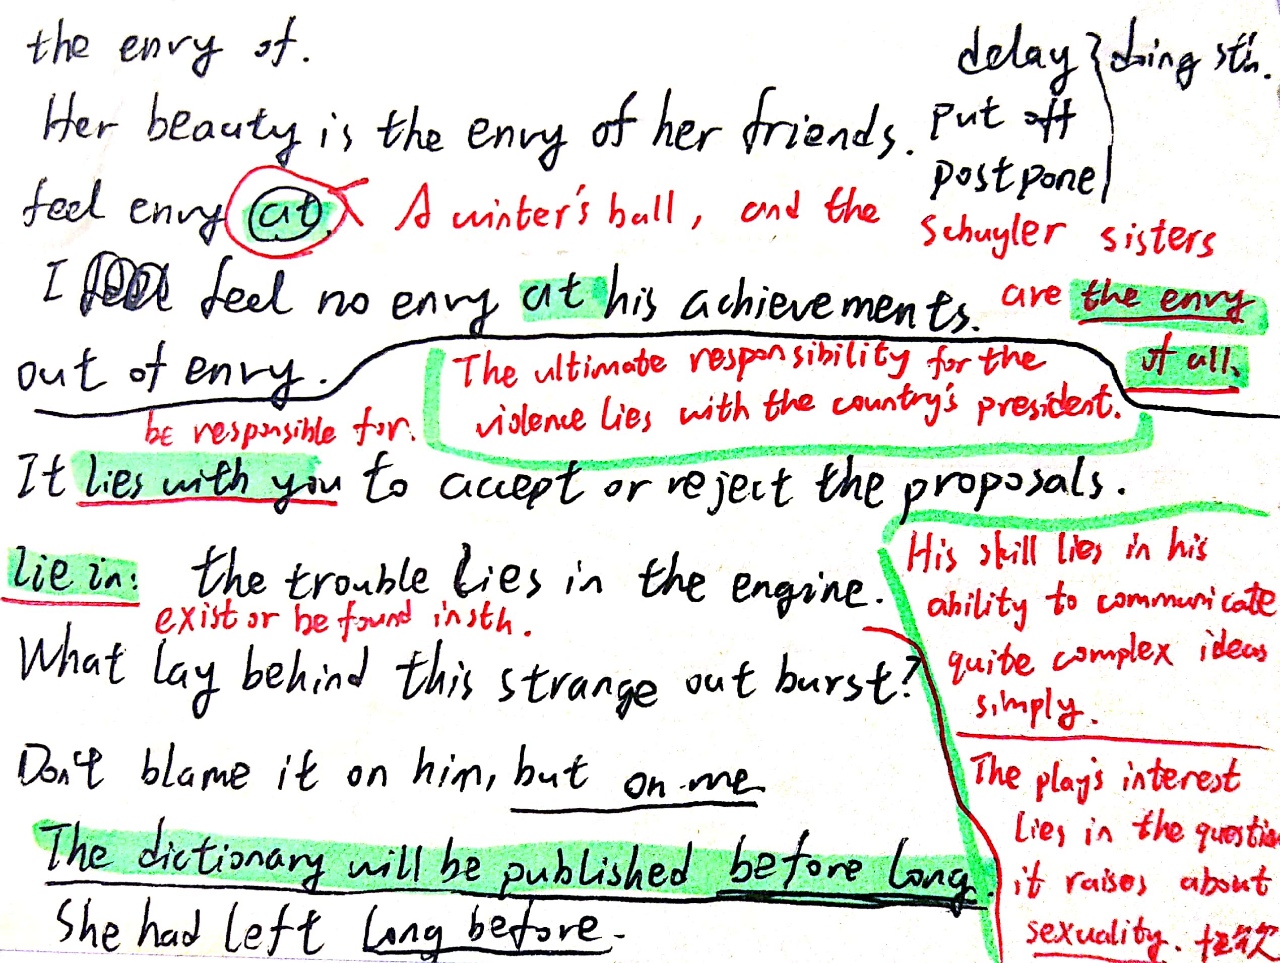 the envy of.
Her beauty is the envy of her friends.
delay } doing sth.
put off
postpone
feel envy at. X
A winter's ball, and the Schuyler sisters
are the envy
of all.
I feel no envy at his achievements.
out of envy.
The ultimate responsibility for the
violence lies with the country's president.
be responsible for.
It lies with you to accept or reject the proposals.
lie in: the trouble lies in the engine.
exist or be found in sth.
What lay behind this strange out burst?
Don't blame it on him, but on me
The dictionary will be published before long.
She had left long before.
His skill lies in his
ability to communicate
quite complex ideas
simply.
The play's interest
lies in the question
it raises about
sexuality.